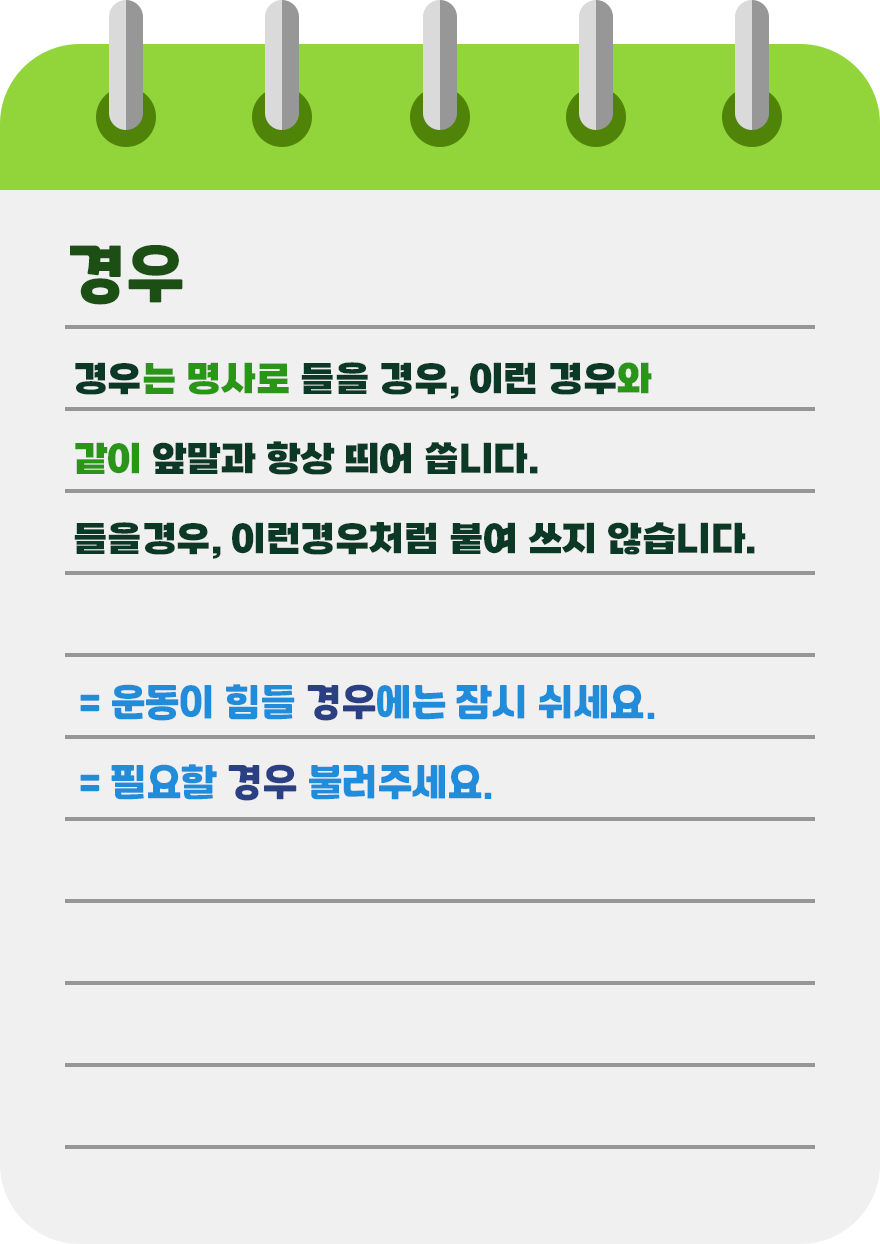 경우
경우는 명사로 들을 경우, 이런 경우와
같이 앞말과 항상 띄어 씁니다.
들을경우, 이런경우처럼 붙여 쓰지 않습니다.
= 운동이 힘들 경우에는 잠시 쉬세요.
= 필요할 경우 불러주세요.